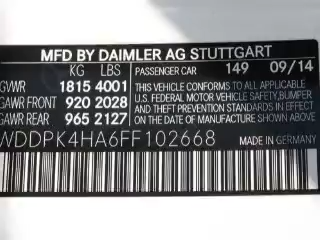 MFD BY DAIMLER AG STUTTGART
KG LBS PASSENGER CAR 149 09/14
GVWR 1815 4001
GAWR FRONT 920 2028
GAWR REAR 965 2127
THIS VEHICLE CONFORMS TO ALL APPLICABLE
U.S. FEDERAL MOTOR VEHICLE SAFETY, BUMPER,
AND THEFT PREVENTION STANDARDS IN EFFECT
ON THE DATE OF MANUFACTURE SHOWN ABOVE.
WDDPK4HA6FF102668
MADE IN GERMANY